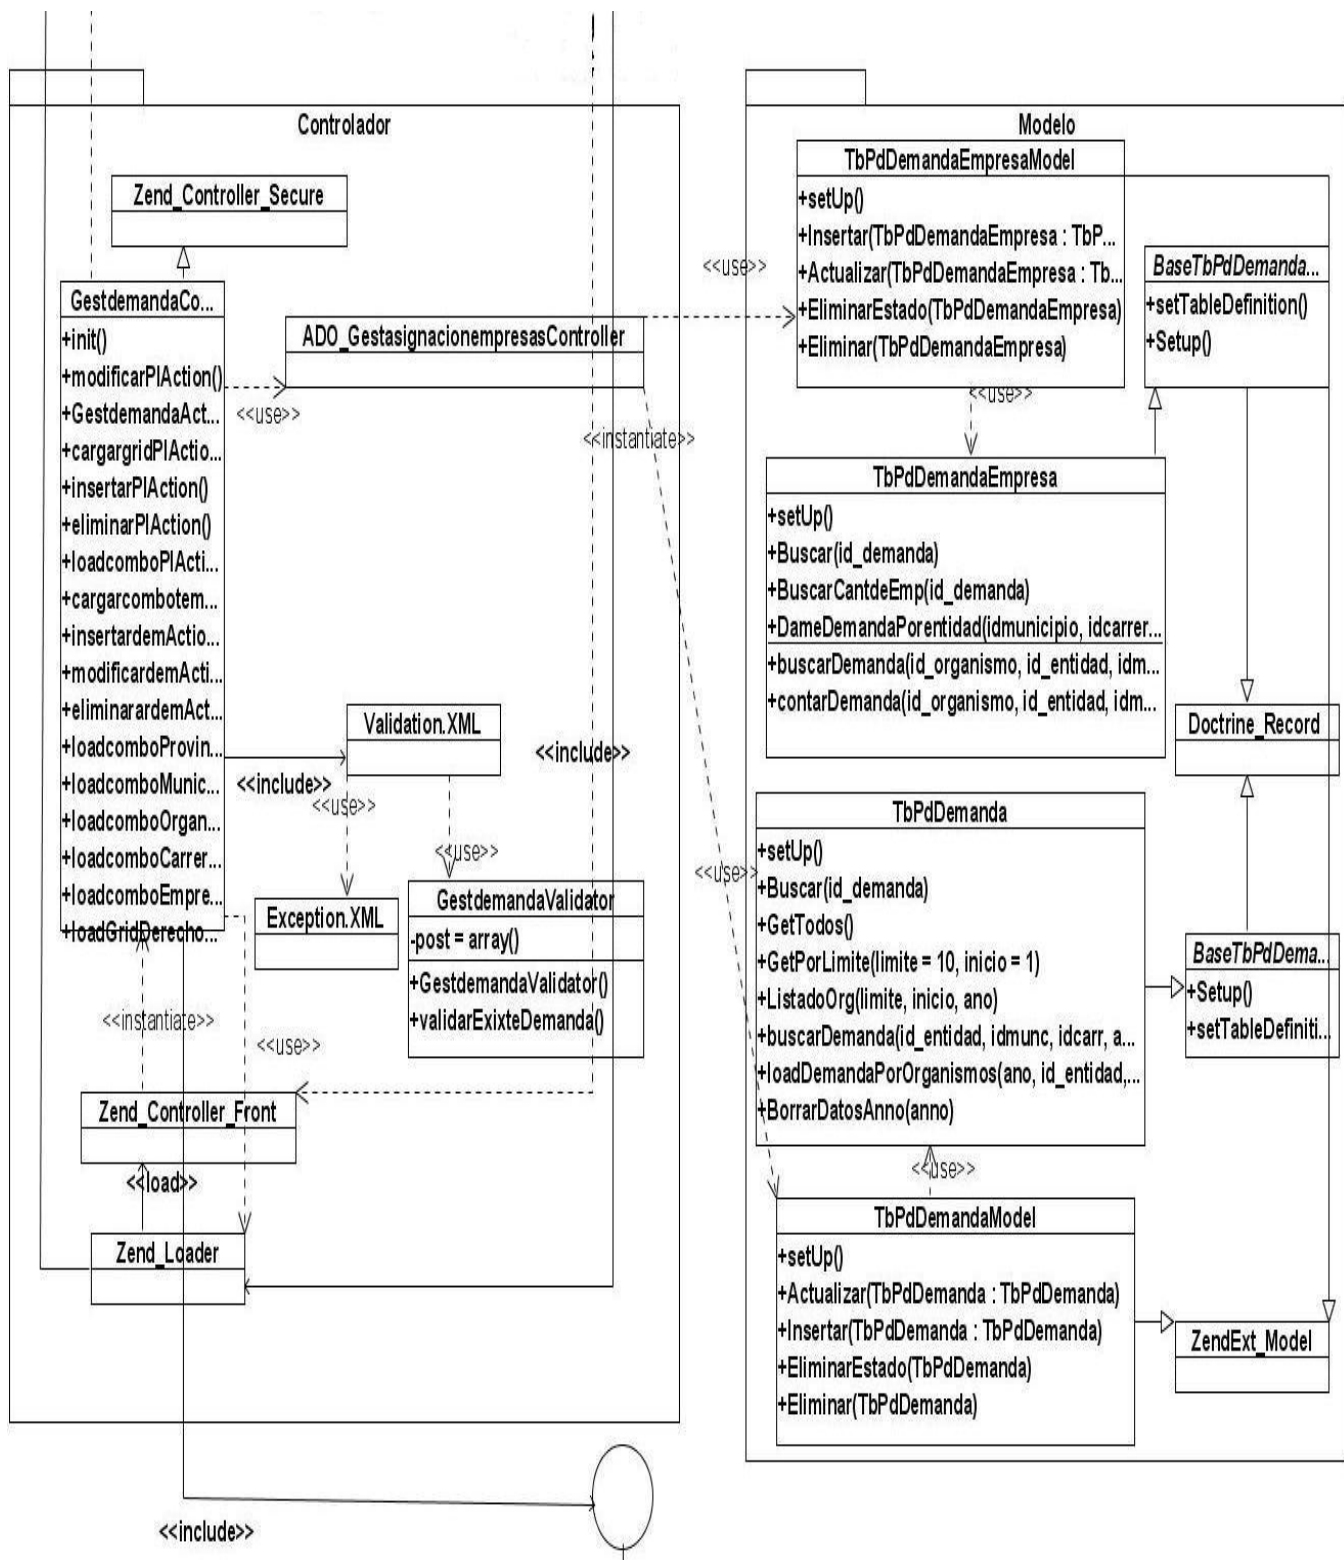 Controlador
Zend_Controller_Secure
GestdemandaCo...
+init()
+modificarPlAction()
+GestdemandaAct...
+cargargridPlActio...
+insertarPlAction()
+eliminarPlAction()
+loadcomboPlActi...
+cargarcombotem...
+insertardemActio...
+modificardemActi...
+eliminarardemAct...
+loadcomboProvin...
+loadcomboMunic...
+loadcomboOrgan...
+loadcomboCarrer...
+loadcomboEmpre...
+loadGridDerecho...
ADO_GestasignacionempresasController
<<use>>
<<use>>
<<instantiate>>
Validation.XML
<<include>>
<<include>>
<<use>>
<<use>>
Exception.XML
GestdemandaValidator
-post = array()
+GestdemandaValidator()
+validarExixteDemanda()
<<instantiate>>
<<use>>
Zend_Controller_Front
<<load>>
Zend_Loader
<<include>>
Modelo
TbPdDemandaEmpresaModel
+setUp()
+Insertar(TbPdDemandaEmpresa : TbP...
+Actualizar(TbPdDemandaEmpresa : Tb...
+EliminarEstado(TbPdDemandaEmpresa)
+Eliminar(TbPdDemandaEmpresa)
BaseTbPdDemanda...
+setTableDefinition()
+Setup()
<<use>>
TbPdDemandaEmpresa
+setUp()
+Buscar(id_demanda)
+BuscarCantdeEmp(id_demanda)
+DameDemandaPorentidad(idmunicipio, idcarrer...
+buscarDemanda(id_organismo, id_entidad, idm...
+contarDemanda(id_organismo, id_entidad, idm...
Doctrine_Record
TbPdDemanda
+setUp()
+Buscar(id_demanda)
+GetTodos()
+GetPorLimite(limite = 10, inicio = 1)
+ListadoOrg(limite, inicio, ano)
+buscarDemanda(id_entidad, idmunc, idcarr, a...
+loadDemandaPorOrganismos(ano, id_entidad,...
+BorrarDatosAnno(anno)
<<use>>
BaseTbPdDema...
+Setup()
+setTableDefiniti...
<<use>>
TbPdDemandaModel
+setUp()
+Actualizar(TbPdDemanda : TbPdDemanda)
+Insertar(TbPdDemanda : TbPdDemanda)
+EliminarEstado(TbPdDemanda)
+Eliminar(TbPdDemanda)
ZendExt_Model